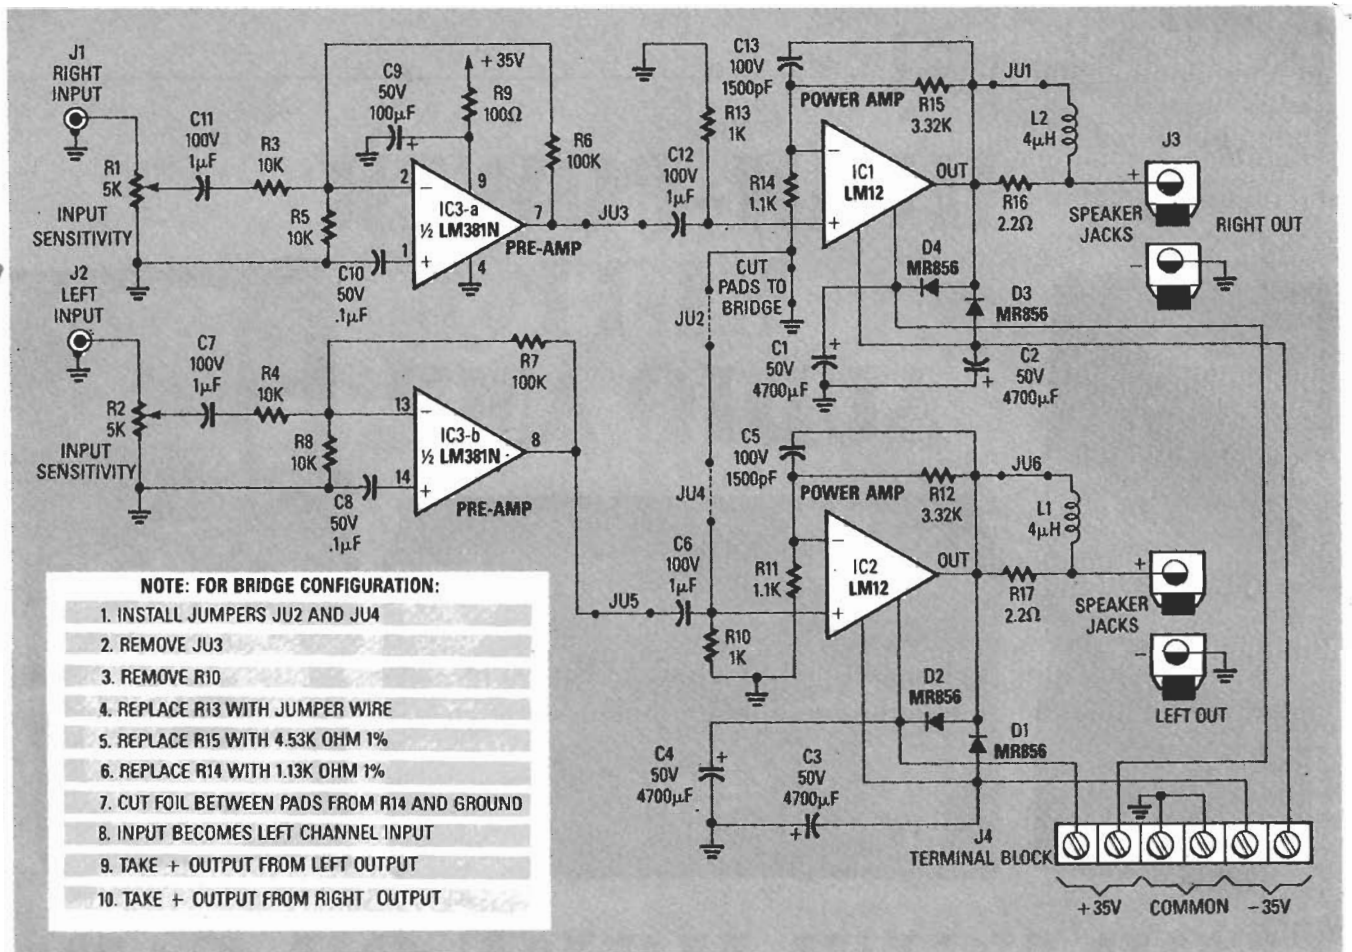 J1
RIGHT
INPUT
C11
100V
1µF
R1
5K
R3
10K
INPUT
SENSITIVITY
R5
10K
C10
50V
.1µF
C9
50V
100µF
+35V
R9
100Ω
R6
100K
2
−
9
IC3-a
½ LM381N
7
1
+
4
PRE-AMP
JU3
C12
100V
1µF
R13
1K
C13
100V
1500pF
POWER AMP
R15
3.32K
JU1
L2
4µH
R14
1.1K
−
IC1
LM12
+
OUT
R16
2.2Ω
J3
+
SPEAKER
JACKS
RIGHT OUT
−
CUT
PADS TO
BRIDGE
D4
MR856
D3
MR856
C1
50V
4700µF
+
C2
50V
4700µF
+
JU2
JU4
J2
LEFT
INPUT
C7
100V
1µF
R2
5K
R4
10K
INPUT
SENSITIVITY
R8
10K
C8
50V
.1µF
R7
100K
13
−
IC3-b
½ LM381N
8
14
+
PRE-AMP
JU5
C6
100V
1µF
R10
1K
C5
100V
1500pF
POWER AMP
R12
3.32K
JU6
L1
4µH
R11
1.1K
−
IC2
LM12
+
OUT
R17
2.2Ω
+
SPEAKER
JACKS
−
LEFT OUT
D2
MR856
D1
MR856
C4
50V
4700µF
+
C3
50V
4700µF
+
J4
TERMINAL BLOCK
+35V
COMMON
−35V
NOTE: FOR BRIDGE CONFIGURATION:
1. INSTALL JUMPERS JU2 AND JU4
2. REMOVE JU3
3. REMOVE R10
4. REPLACE R13 WITH JUMPER WIRE
5. REPLACE R15 WITH 4.53K OHM 1%
6. REPLACE R14 WITH 1.13K OHM 1%
7. CUT FOIL BETWEEN PADS FROM R14 AND GROUND
8. INPUT BECOMES LEFT CHANNEL INPUT
9. TAKE + OUTPUT FROM LEFT OUTPUT
10. TAKE + OUTPUT FROM RIGHT OUTPUT